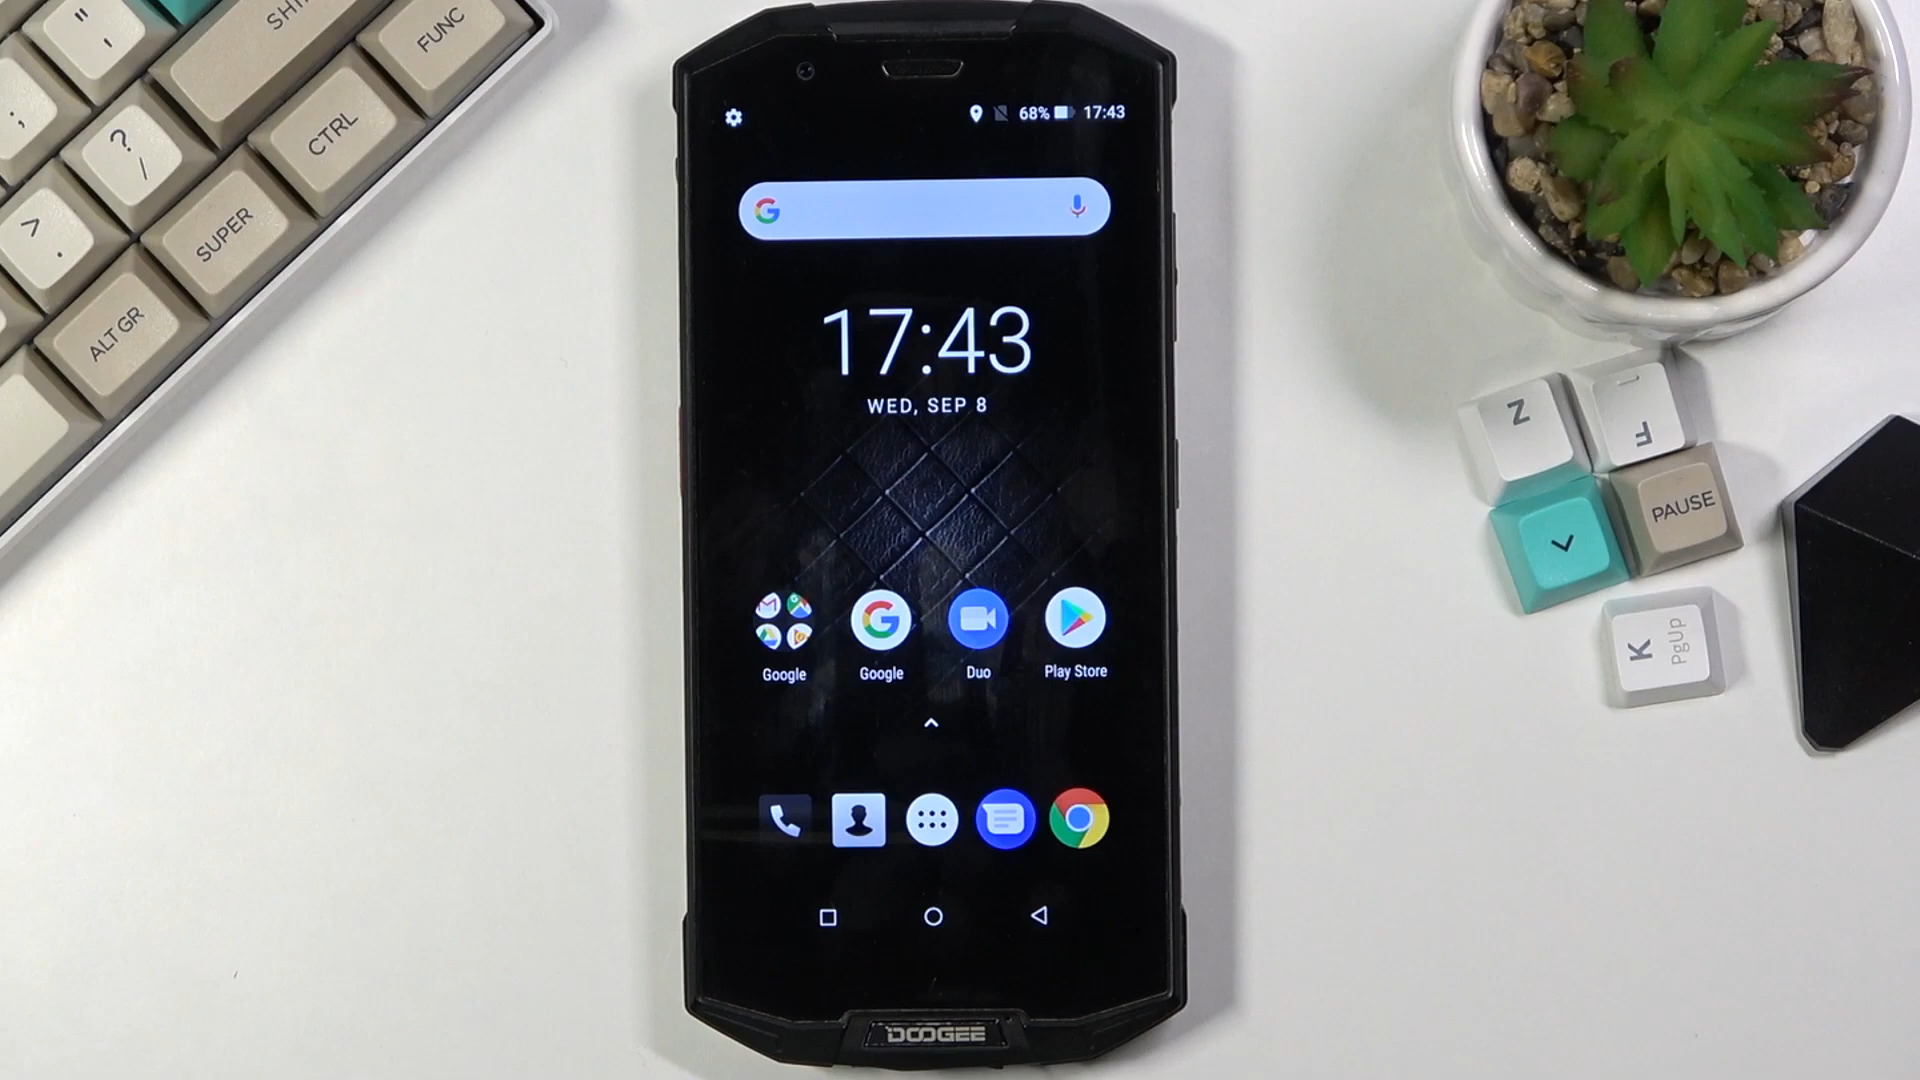 "
'
SHI
FUNC
;
?
/
CTRL
>
.
SUPER
ALT GR
68%
17:43
17:43
WED, SEP 8
Google
Google
Duo
Play Store
DOOGEE
Z
F
PAUSE
K
PgUp